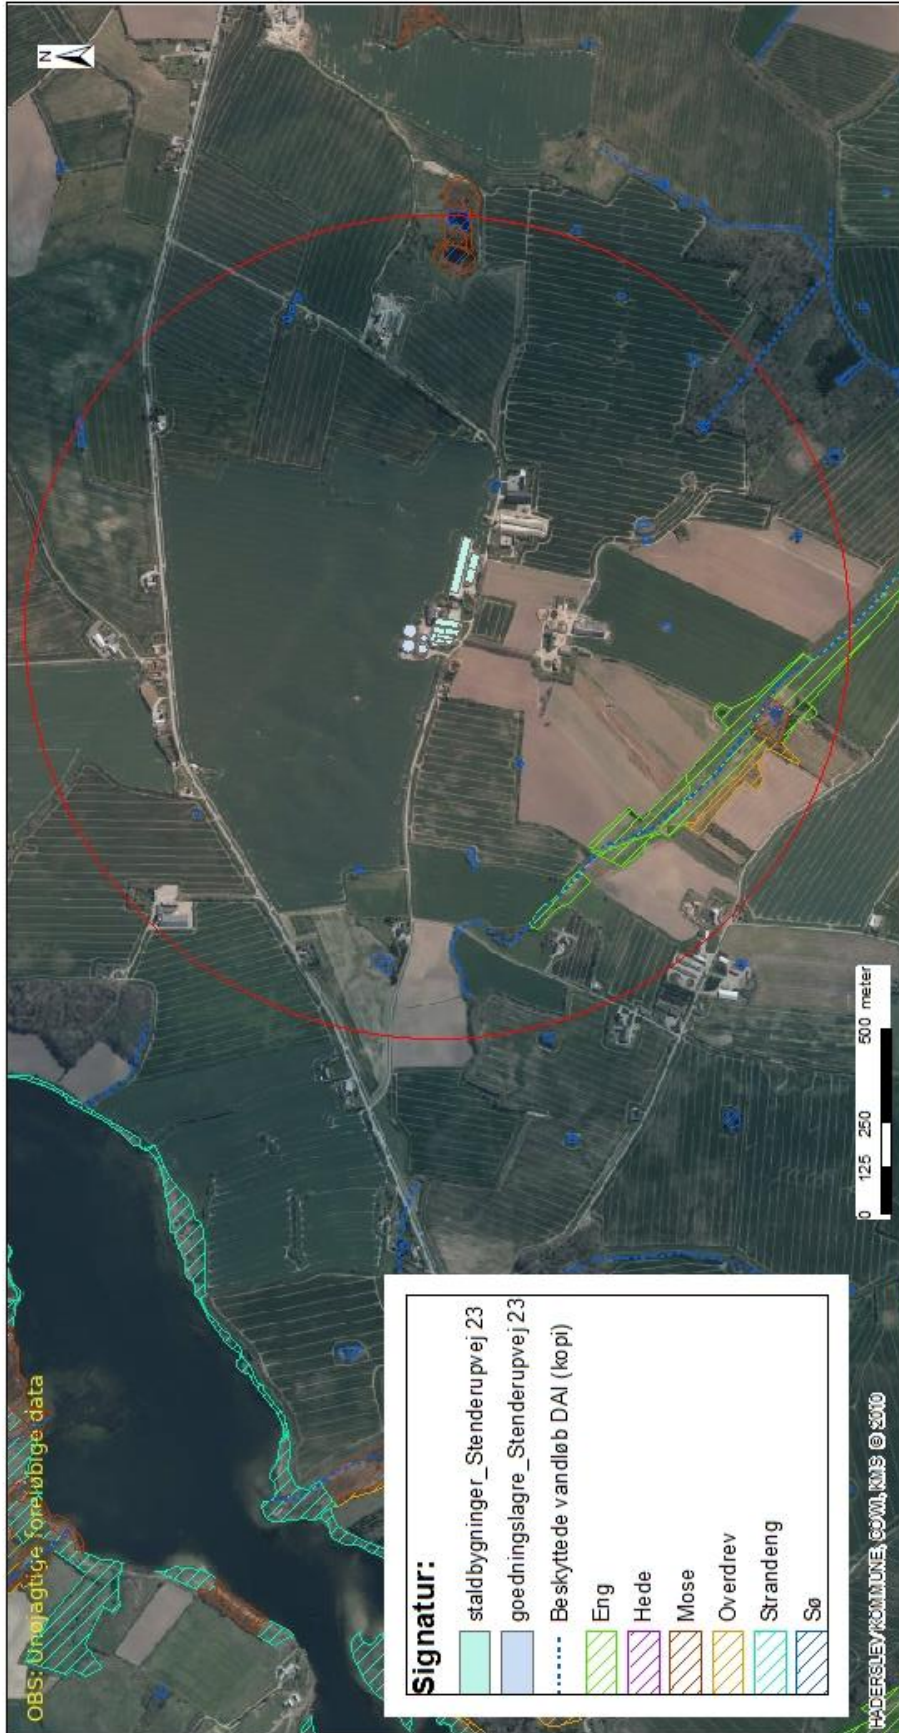 N
OBS: Unøjagtige foreløbige data
Signatur:
staldbygninger_Stenderupvej 23
goedningslagre_Stenderupvej 23
Beskyttede vandløb DAI (kopi)
Eng
Hede
Mose
Overdrev
Strandeng
Sø
0 125 250 500 meter
HADERSLEV KOMMUNE, COWI, KMS © 2010